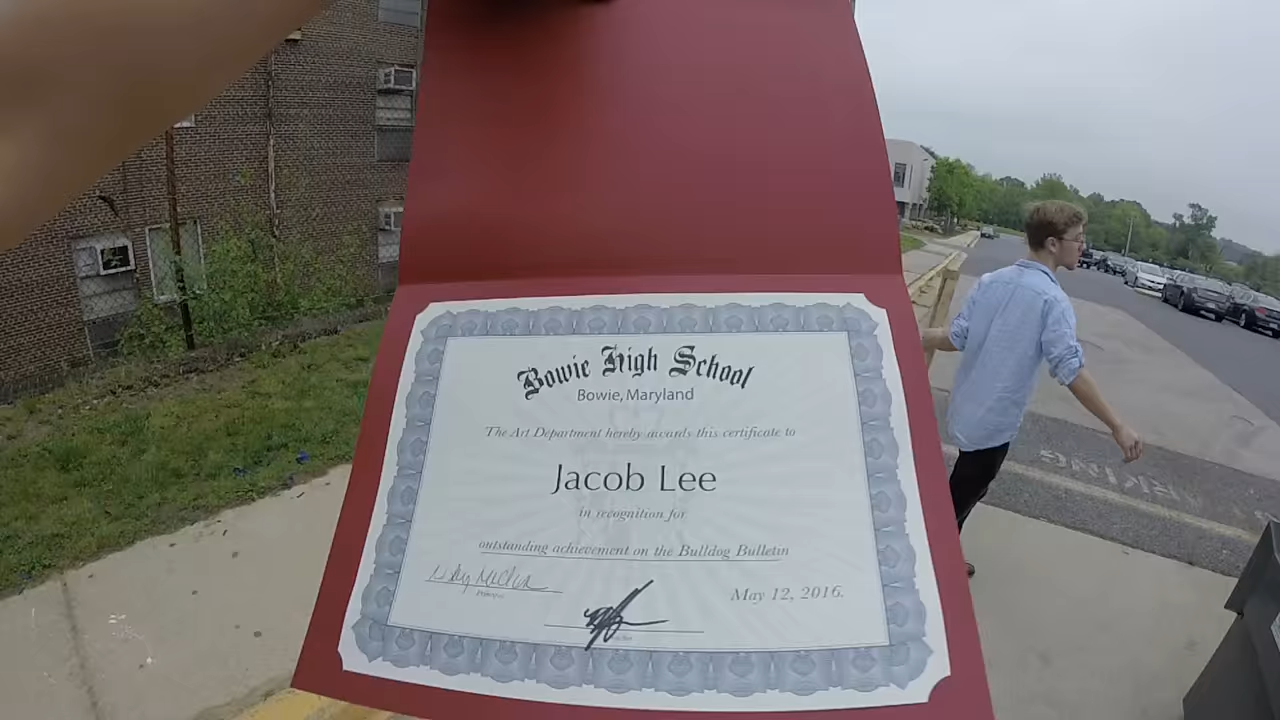 Bowie High School
Bowie, Maryland
The Art Department hereby awards this certificate to
Jacob Lee
in recognition for
outstanding achievement on the Bulldog Bulletin
May 12, 2016.
Principal